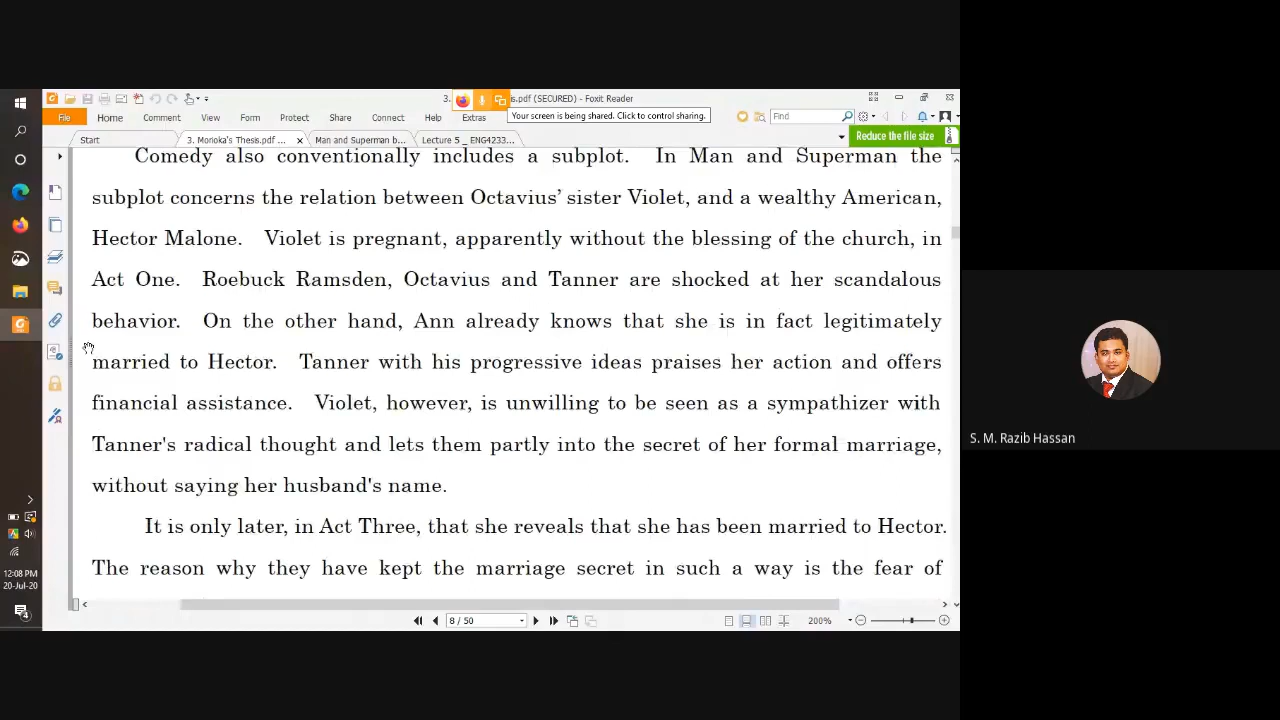 3.
is.pdf (SECURED) - Foxit Reader
Your screen is being shared. Click to control sharing.
File Home Comment View Form Protect Share Connect Help Extras Find
Start 3. Morioka's Thesis.pdf ... Man and Superman b... Lecture 5 _ ENG4233... Reduce the file size
Comedy also conventionally includes a subplot. In Man and Superman the
subplot concerns the relation between Octavius' sister Violet, and a wealthy American,
Hector Malone. Violet is pregnant, apparently without the blessing of the church, in
Act One. Roebuck Ramsden, Octavius and Tanner are shocked at her scandalous
behavior. On the other hand, Ann already knows that she is in fact legitimately
married to Hector. Tanner with his progressive ideas praises her action and offers
financial assistance. Violet, however, is unwilling to be seen as a sympathizer with
Tanner's radical thought and lets them partly into the secret of her formal marriage,
without saying her husband's name.
It is only later, in Act Three, that she reveals that she has been married to Hector.
The reason why they have kept the marriage secret in such a way is the fear of
8 / 50
200%
12:08 PM
20-Jul-20
4
S. M. Razib Hassan